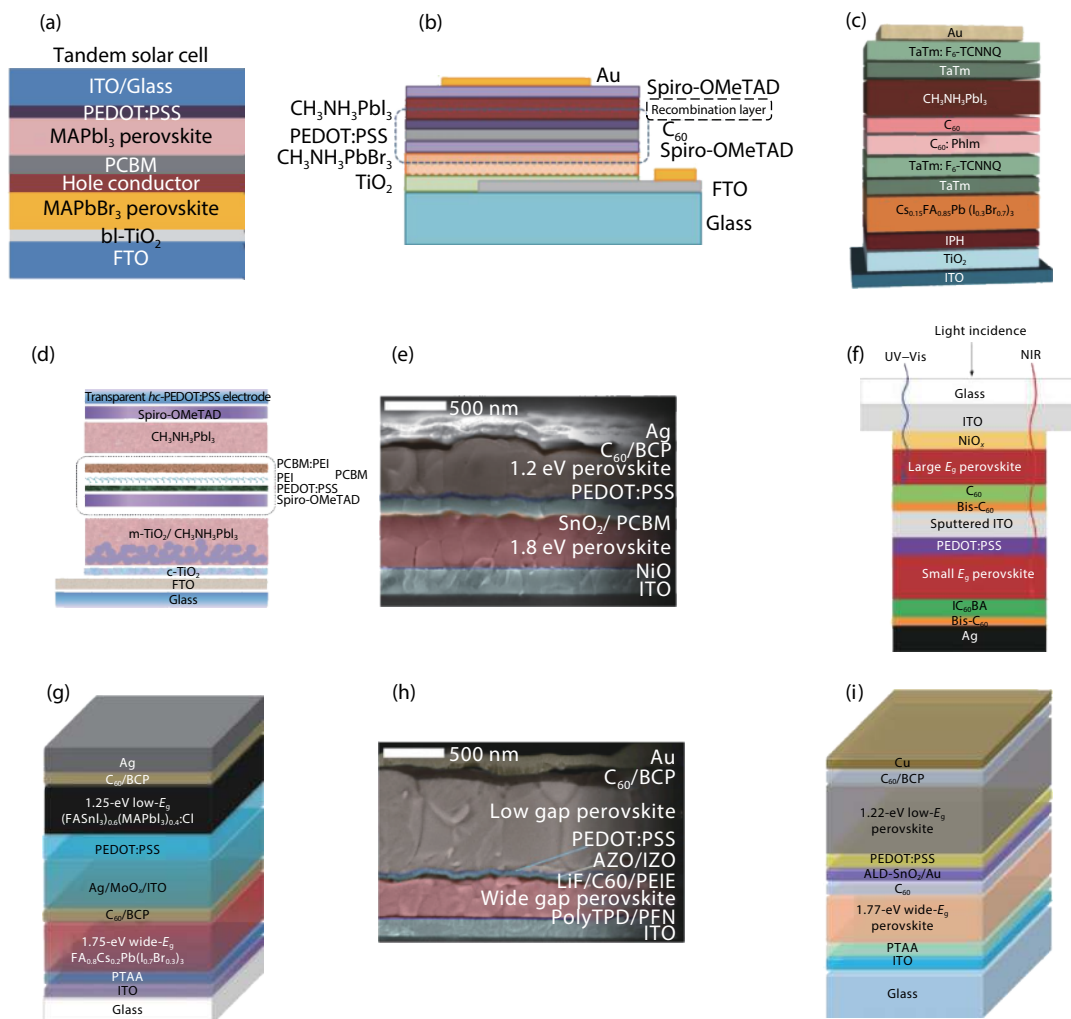 (a)
Tandem solar cell
ITO/Glass
PEDOT:PSS
MAPbI₃ perovskite
PCBM
Hole conductor
MAPbBr₃ perovskite
bl-TiO₂
FTO
(b)
Au
Spiro-OMeTAD
CH₃NH₃PbI₃
Recombination layer
PEDOT:PSS
C₆₀
CH₃NH₃PbBr₃
Spiro-OMeTAD
TiO₂
FTO
Glass
(c)
Au
TaTm: F₆-TCNNQ
TaTm
CH₃NH₃PbI₃
C₆₀
C₆₀: PhIm
TaTm: F₆-TCNNQ
TaTm
Cs₀.₁₅FA₀.₈₅Pb (I₀.₃Br₀.₇)₃
IPH
TiO₂
ITO
(d)
Transparent hc-PEDOT:PSS electrode
Spiro-OMeTAD
CH₃NH₃PbI₃
PCBM:PEI
PEI
PCBM
PEDOT:PSS
Spiro-OMeTAD
m-TiO₂/ CH₃NH₃PbI₃
c-TiO₂
FTO
Glass
(e)
500 nm
Ag
C₆₀/BCP
1.2 eV perovskite
PEDOT:PSS
SnO₂/ PCBM
1.8 eV perovskite
NiO
ITO
(f)
Light incidence
UV–Vis
NIR
Glass
ITO
NiOₓ
Large Eg perovskite
C₆₀
Bis-C₆₀
Sputtered ITO
PEDOT:PSS
Small Eg perovskite
IC₆₀BA
Bis-C₆₀
Ag
(g)
Ag
C₆₀/BCP
1.25-eV low-Eg
(FASnI₃)₀.₆(MAPbI₃)₀.₄:Cl
PEDOT:PSS
Ag/MoOₓ/ITO
C₆₀/BCP
1.75-eV wide-Eg
FA₀.₈Cs₀.₂Pb(I₀.₇Br₀.₃)₃
PTAA
ITO
Glass
(h)
500 nm
Au
C₆₀/BCP
Low gap perovskite
PEDOT:PSS
AZO/IZO
LiF/C60/PEIE
Wide gap perovskite
PolyTPD/PFN
ITO
(i)
Cu
C₆₀/BCP
1.22-eV low-Eg
perovskite
PEDOT:PSS
ALD-SnO₂/Au
C₆₀
1.77-eV wide-Eg
perovskite
PTAA
ITO
Glass